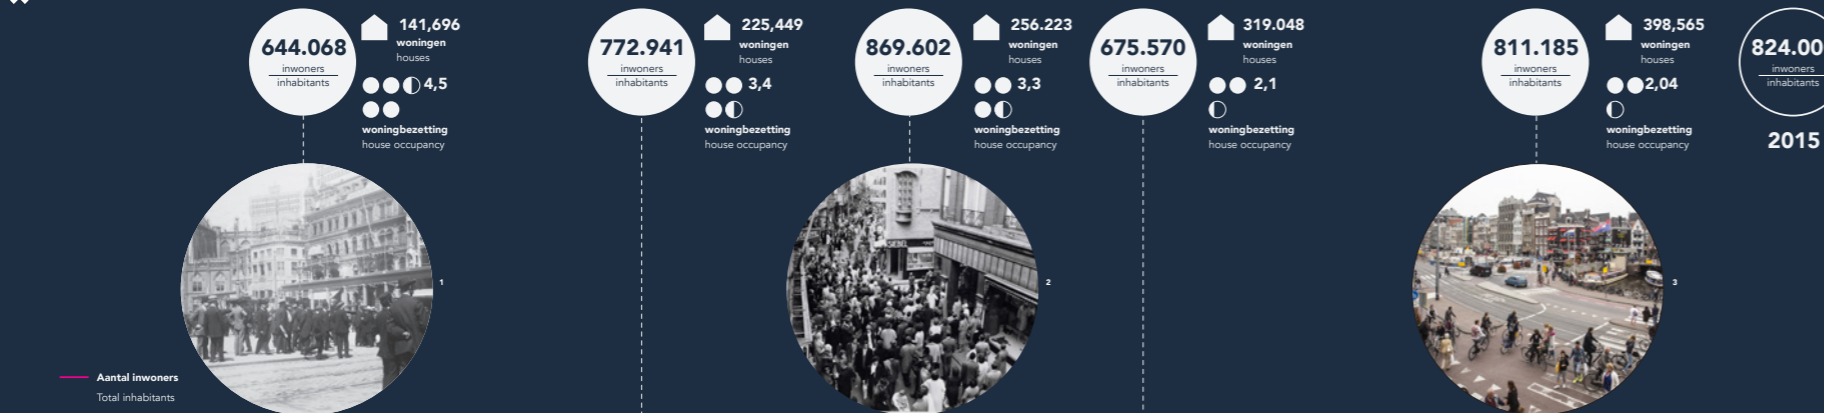 644.068
inwoners
inhabitants
141,696
woningen
houses
4,5
woningbezetting
house occupancy
772.941
inwoners
inhabitants
225,449
woningen
houses
3,4
woningbezetting
house occupancy
869.602
inwoners
inhabitants
256.223
woningen
houses
3,3
woningbezetting
house occupancy
675.570
inwoners
inhabitants
319.048
woningen
houses
2,1
woningbezetting
house occupancy
811.185
inwoners
inhabitants
398,565
woningen
houses
2,04
woningbezetting
house occupancy
824.00
inwoners
inhabitants
2015
1
SIEBEL
2
3
Aantal inwoners
Total inhabitants